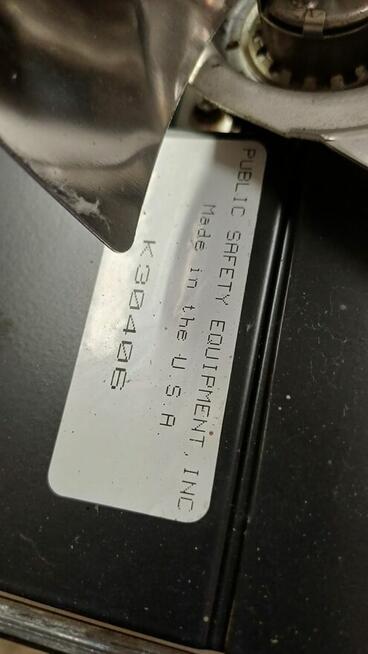 PUBLIC SAFETY EQUIPMENT, INC
Made in the U.S.A.
K30406